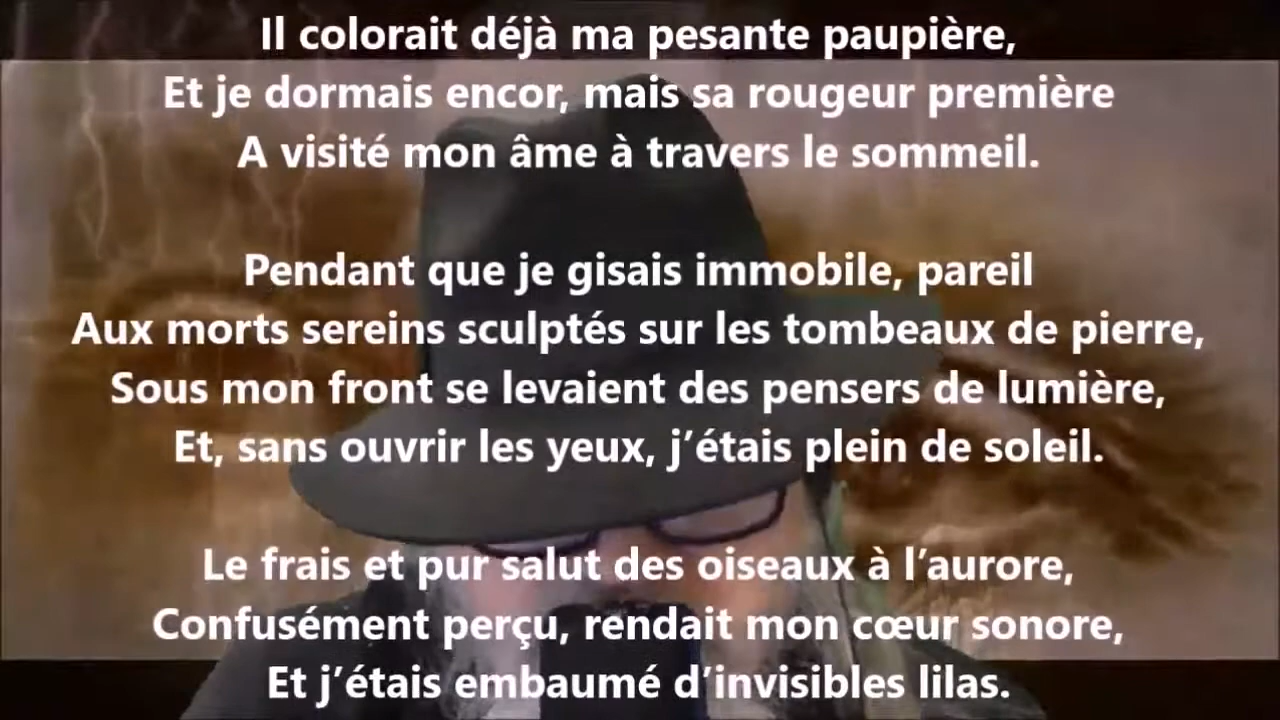 Il colorait déjà ma pesante paupière,
Et je dormais encor, mais sa rougeur première
A visité mon âme à travers le sommeil.
Pendant que je gisais immobile, pareil
Aux morts sereins sculptés sur les tombeaux de pierre,
Sous mon front se levaient des pensers de lumière,
Et, sans ouvrir les yeux, j’étais plein de soleil.
Le frais et pur salut des oiseaux à l’aurore,
Confusément perçu, rendait mon cœur sonore,
Et j’étais embaumé d’invisibles lilas.